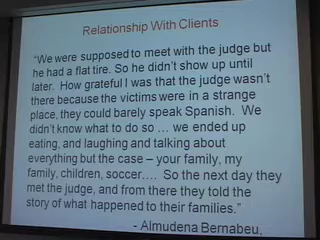 Relationship With Clients
“We were supposed to meet with the judge but
he had a flat tire. So he didn't show up until
later. How grateful I was that the judge wasn't
there because the victims were in a strange
place, they could barely speak Spanish. We
didn't know what to do so ... we ended up
eating, and laughing and talking about
everything but the case – your family, my
family, children, soccer.... So the next day they
met the judge, and from there they told the
story of what happened to their families.”
- Almudena Bernabeu,